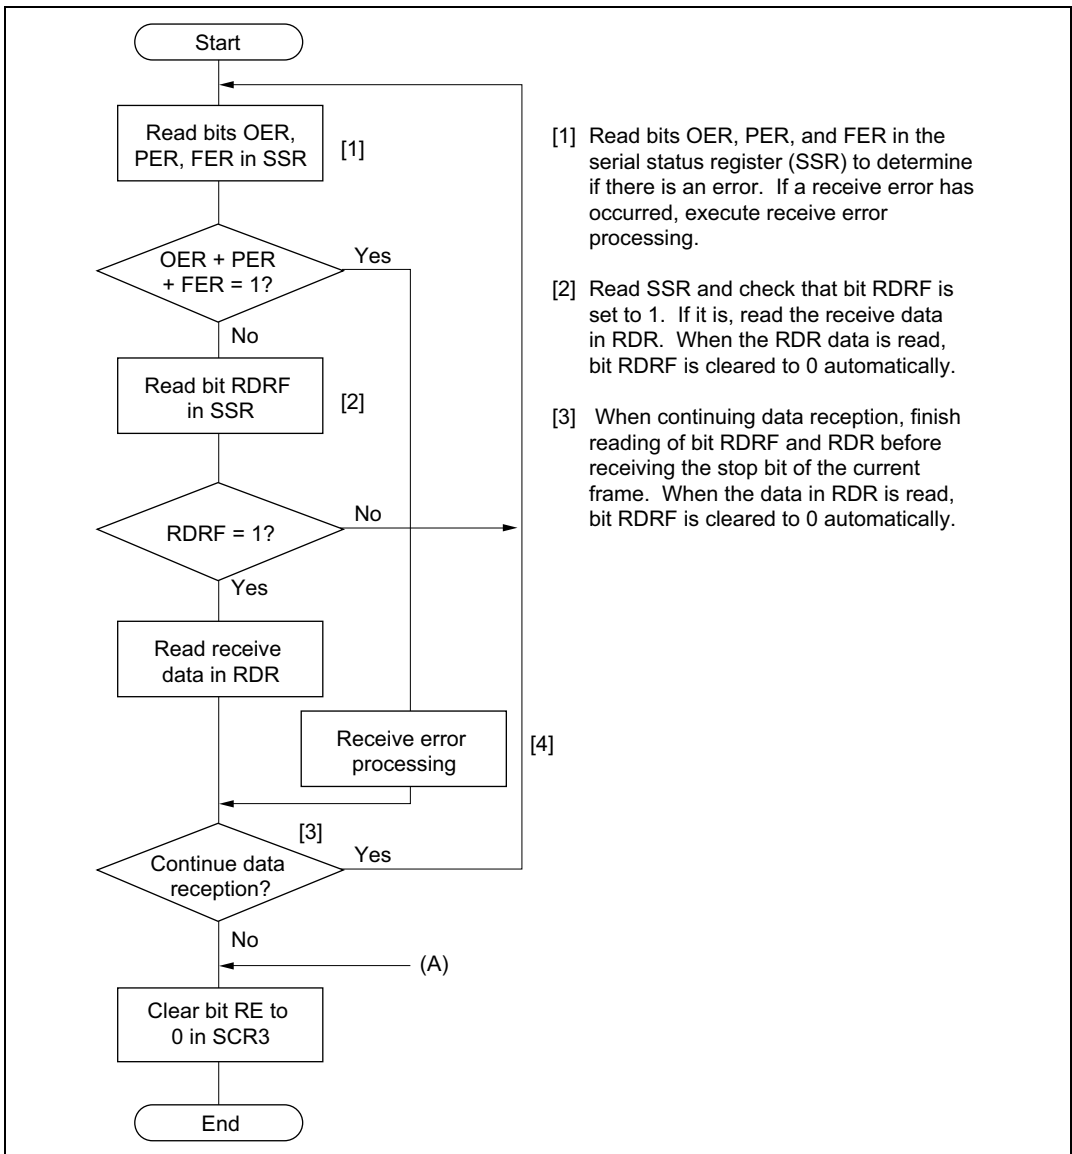 Start
Read bits OER,
PER, FER in SSR
[1]
OER + PER
+ FER = 1?
Yes
No
Read bit RDRF
in SSR
[2]
RDRF = 1?
No
Yes
Read receive
data in RDR
Receive error
processing
[4]
[3]
Continue data
reception?
Yes
No
(A)
Clear bit RE to
0 in SCR3
End
[1] Read bits OER, PER, and FER in the
serial status register (SSR) to determine
if there is an error. If a receive error has
occurred, execute receive error
processing.
[2] Read SSR and check that bit RDRF is
set to 1. If it is, read the receive data
in RDR. When the RDR data is read,
bit RDRF is cleared to 0 automatically.
[3] When continuing data reception, finish
reading of bit RDRF and RDR before
receiving the stop bit of the current
frame. When the data in RDR is read,
bit RDRF is cleared to 0 automatically.